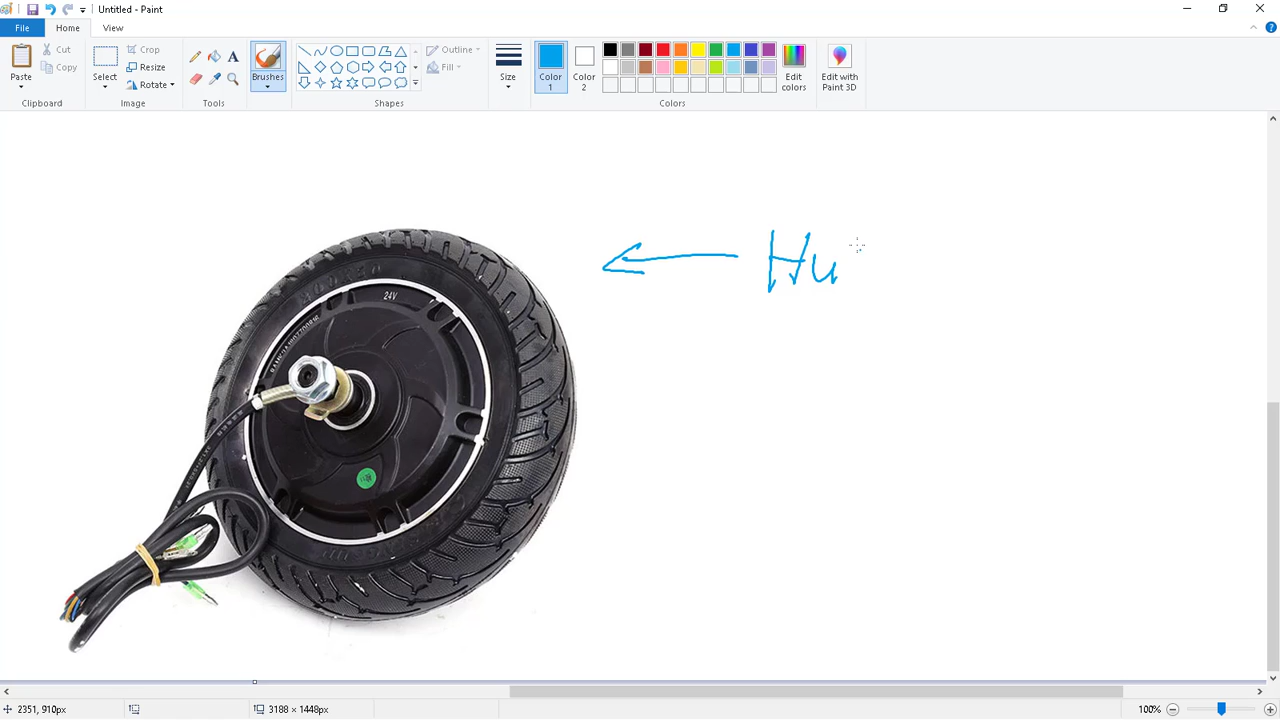 Untitled - Paint
File
Home
View
Paste
Cut
Copy
Clipboard
Select
Crop
Resize
Rotate
Image
A
Tools
Brushes
Shapes
Outline
Fill
Size
Color 1
Color 2
Edit colors
Colors
Edit with Paint 3D
24V
Hu
2351, 910px
3188 × 1448px
100%